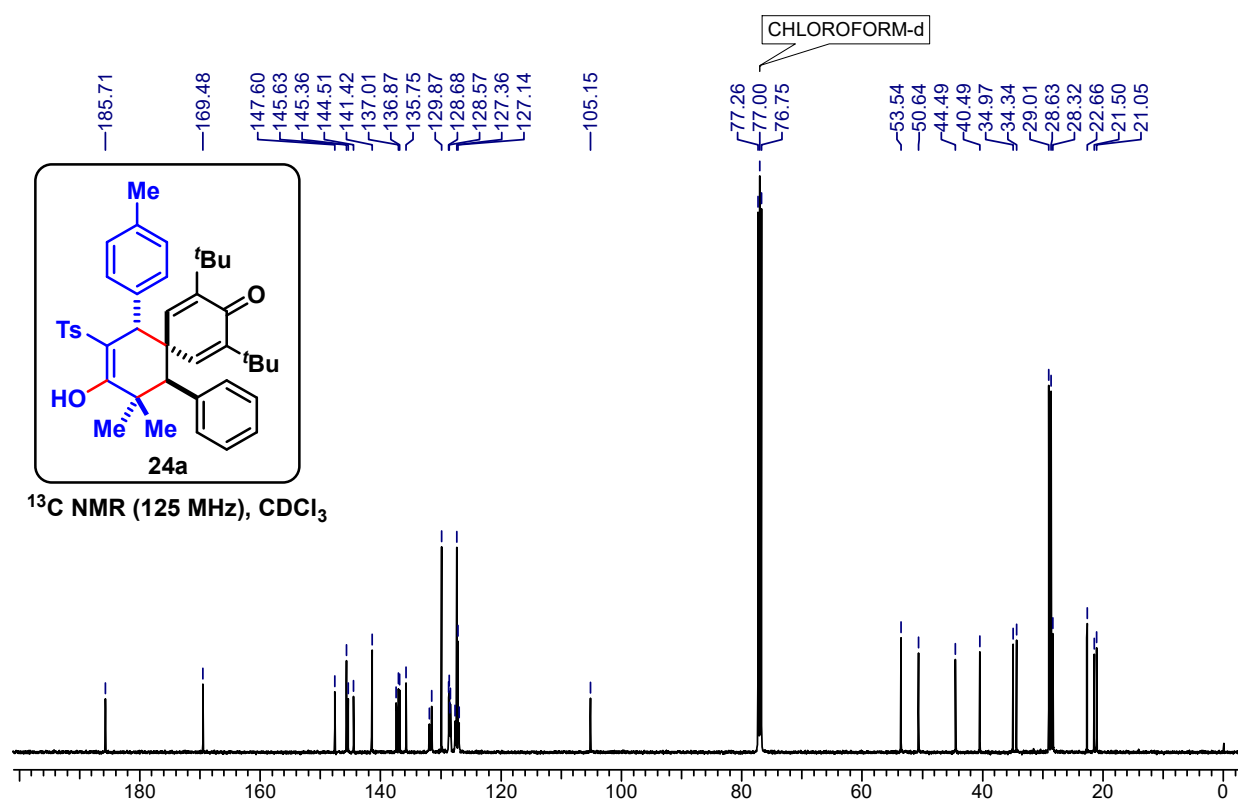 CHLOROFORM-d
185.71
169.48
147.60
145.63
145.36
144.51
141.42
137.01
136.87
135.75
129.87
128.68
128.57
127.36
127.14
105.15
77.26
77.00
76.75
53.54
50.64
44.49
40.49
34.97
34.34
29.01
28.63
28.32
22.66
21.50
21.05
Me
tBu
O
Ts
tBu
HO
Me Me
24a
13C NMR (125 MHz), CDCl3
180 160 140 120 100 80 60 40 20 0